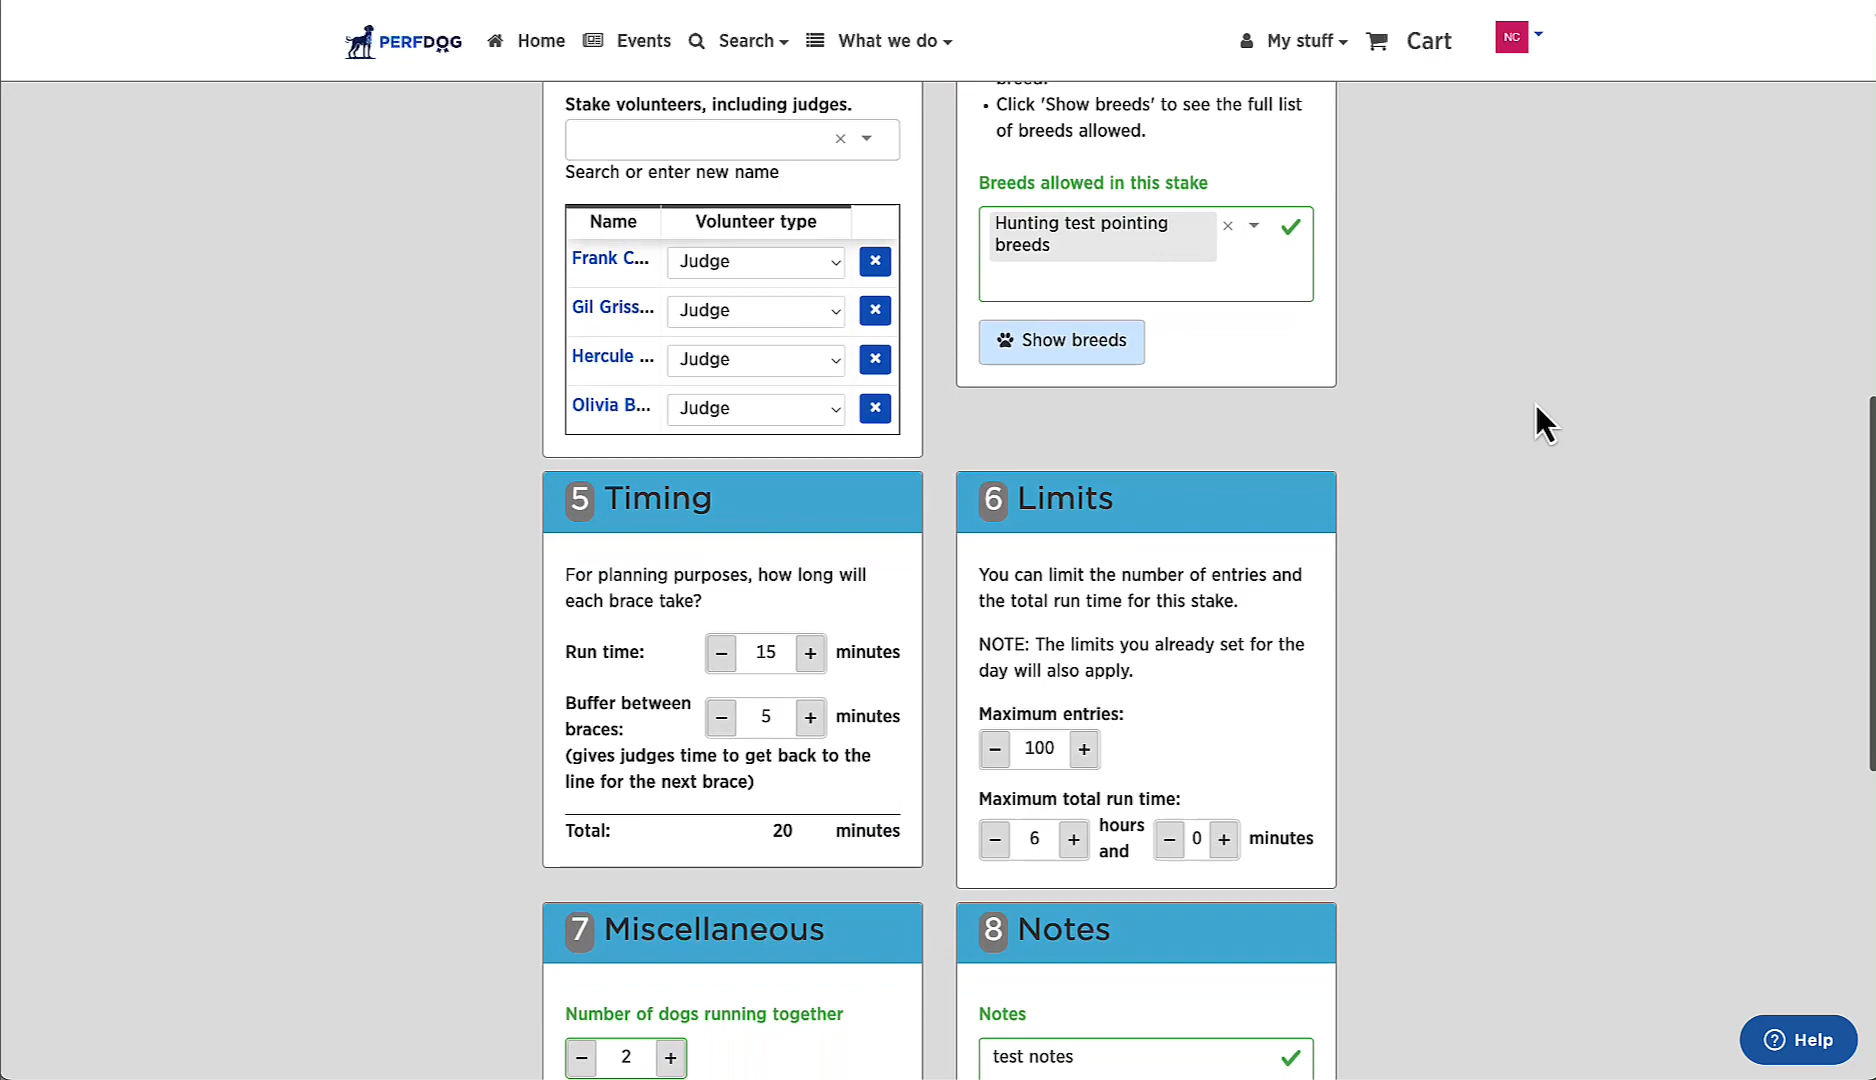 PERFDOG
Home
Events
Search
What we do
My stuff
Cart
NC
Stake volunteers, including judges.
Search or enter new name
Name Volunteer type
Frank C... Judge
Gil Griss... Judge
Hercule ... Judge
Olivia B... Judge
breed.
• Click 'Show breeds' to see the full list
of breeds allowed.
Breeds allowed in this stake
Hunting test pointing
breeds
Show breeds
5 Timing
For planning purposes, how long will
each brace take?
Run time: − 15 + minutes
Buffer between
braces:
− 5 + minutes
(gives judges time to get back to the
line for the next brace)
Total: 20 minutes
6 Limits
You can limit the number of entries and
the total run time for this stake.
NOTE: The limits you already set for the
day will also apply.
Maximum entries:
− 100 +
Maximum total run time:
− 6 +
hours
and
− 0 + minutes
7 Miscellaneous
Number of dogs running together
− 2 +
8 Notes
Notes
test notes
Help